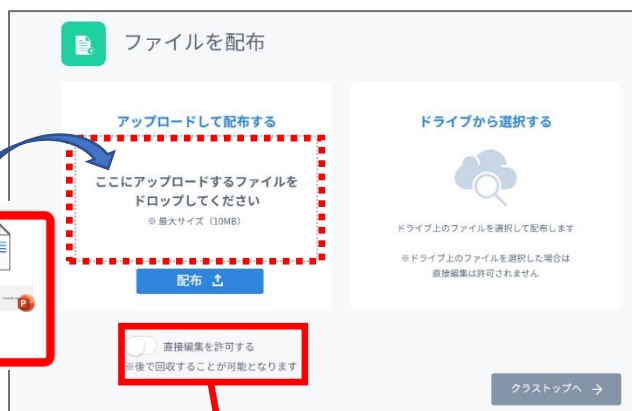 ファイルを配布
アップロードして配布する
ここにアップロードするファイルを
ドロップしてください
※ 最大サイズ（10MB）
配布
直接編集を許可する
※後で回収することが可能となります
ドライブから選択する
ドライブ上のファイルを選択して配布します
※ドライブ上のファイルを選択した場合は
直接編集は許可されません
クラストップへ →
P